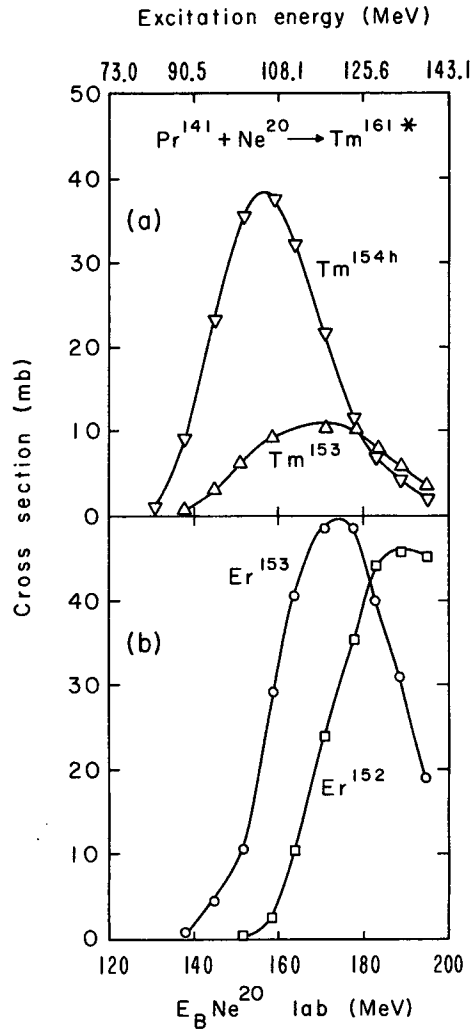 Excitation energy (MeV)
73.0 90.5 108.1 125.6 143.1
50
Pr¹⁴¹ + Ne²⁰ → Tm¹⁶¹*
40
(a)
Tm¹⁵⁴ʰ
30
20
10
Tm¹⁵³
0
Cross section (mb)
Er¹⁵³
40
(b)
30
20
Er¹⁵²
10
0
120 140 160 180 200
E_B Ne²⁰ lab (MeV)